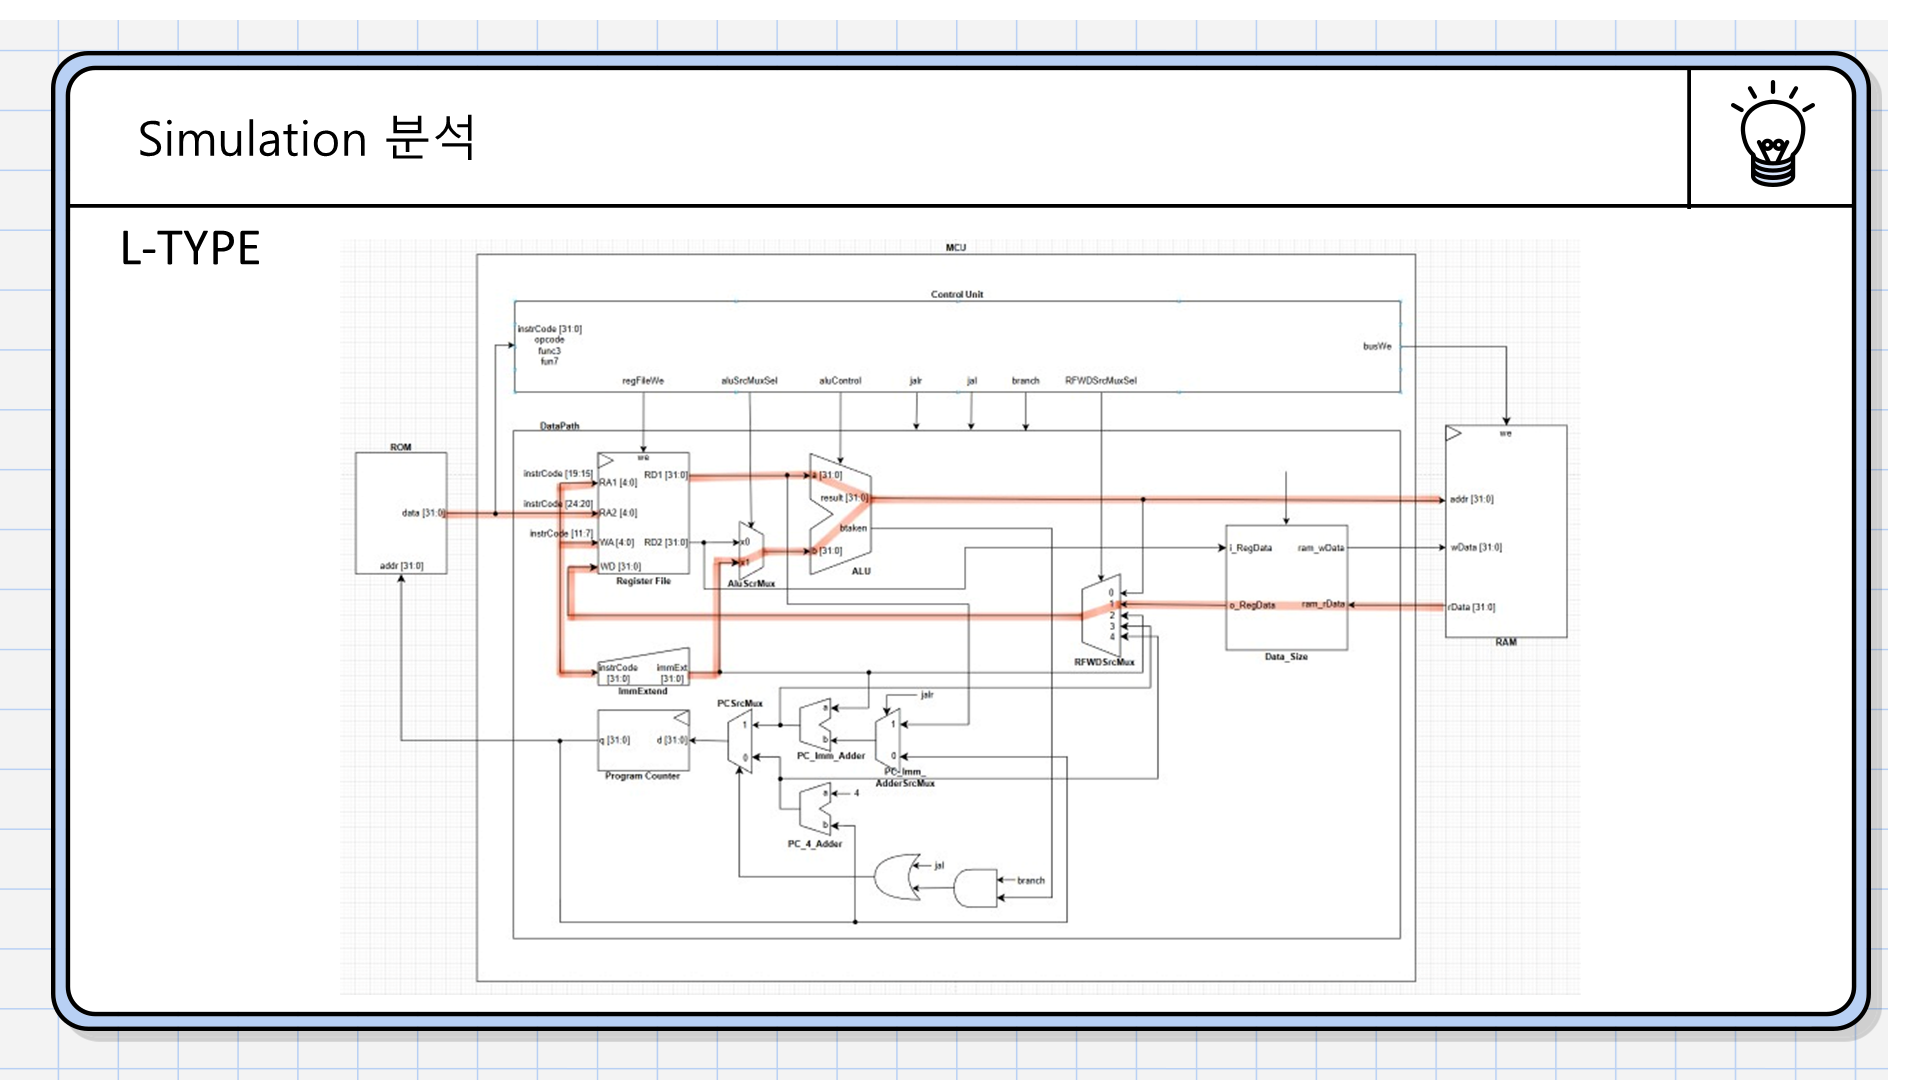 Simulation 분석
L-TYPE
MCU
Control Unit
instrCode [31:0]
opcode
func3
fun7
busWe
regFileWe
aluSrcMuxSel
aluControl
jalr
jal
branch
RFWDSrcMuxSel
DataPath
ROM
data [31:0]
addr [31:0]
instrCode [19:15]
instrCode [24:20]
instrCode [11:7]
we
RA1 [4:0]
RA2 [4:0]
WA [4:0]
WD [31:0]
RD1 [31:0]
RD2 [31:0]
Register File
x0
x1
AluScrMux
a [31:0]
result [31:0]
btaken
b [31:0]
ALU
0
1
2
3
4
RFWDSrcMux
i_RegData
ram_wData
o_RegData
ram_rData
Data_Size
we
addr [31:0]
wData [31:0]
rData [31:0]
RAM
instrCode
[31:0]
immExt
[31:0]
ImmExtend
PCSrcMux
1
0
q [31:0]
d [31:0]
Program Counter
a
b
PC_Imm_Adder
jalr
1
0
PC_Imm_
AdderSrcMux
a
4
b
PC_4_Adder
jal
branch